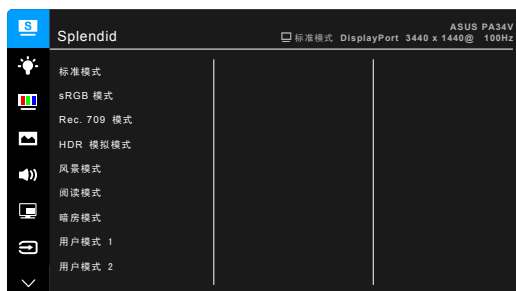 S
Splendid
ASUS PA34V
标准模式 DisplayPort 3440 x 1440@ 100Hz
标准模式
sRGB 模式
Rec. 709 模式
HDR 模拟模式
风景模式
阅读模式
暗房模式
用户模式 1
用户模式 2